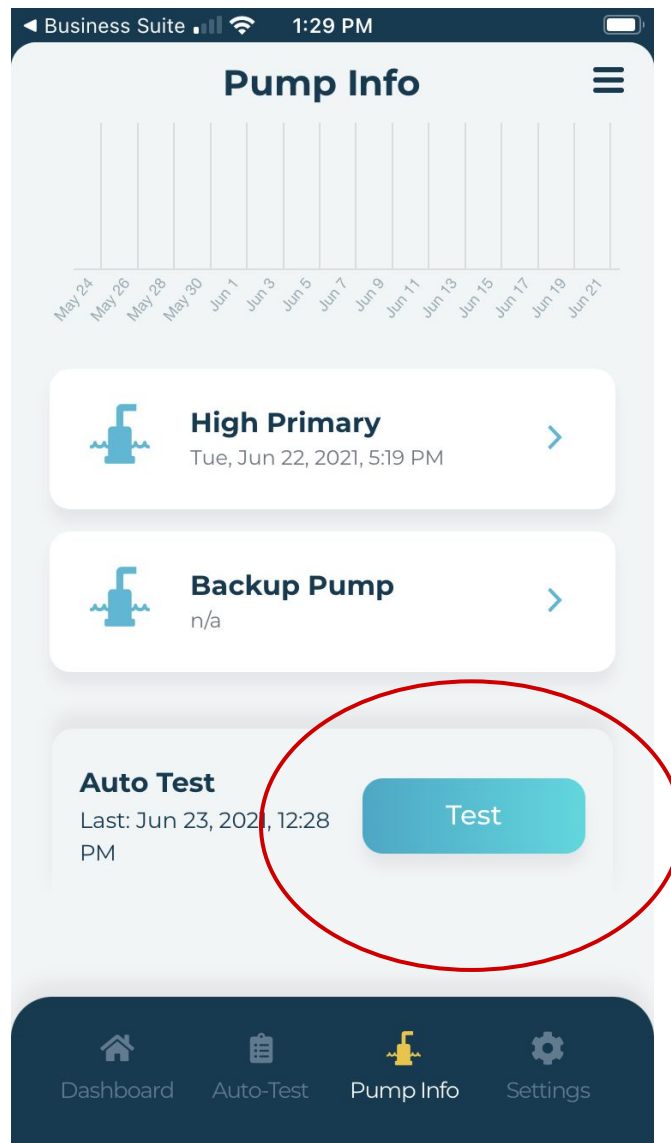 ◄ Business Suite 1:29 PM
Pump Info
May 24 May 26 May 28 May 30 Jun 1 Jun 3 Jun 5 Jun 7 Jun 9 Jun 11 Jun 13 Jun 15 Jun 17 Jun 19 Jun 21
High Primary
Tue, Jun 22, 2021, 5:19 PM
Backup Pump
n/a
Auto Test
Last: Jun 23, 2021, 12:28
PM
Test
Dashboard Auto-Test Pump Info Settings